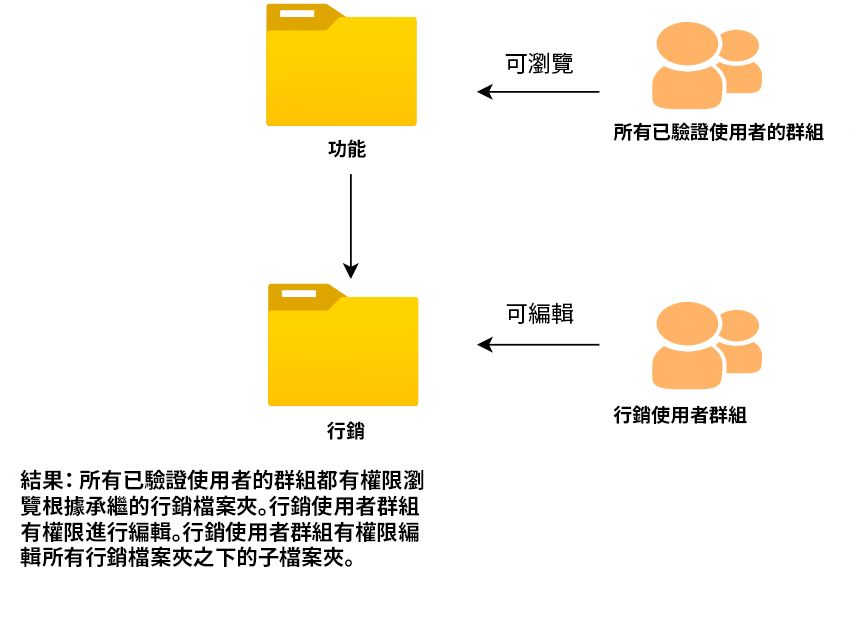 可瀏覽
所有已驗證使用者的群組
功能
可編輯
行銷使用者群組
行銷
結果：所有已驗證使用者的群組都有權限瀏
覽根據承繼的行銷檔案夾。行銷使用者群組
有權限進行編輯。行銷使用者群組有權限編
輯所有行銷檔案夾之下的子檔案夾。